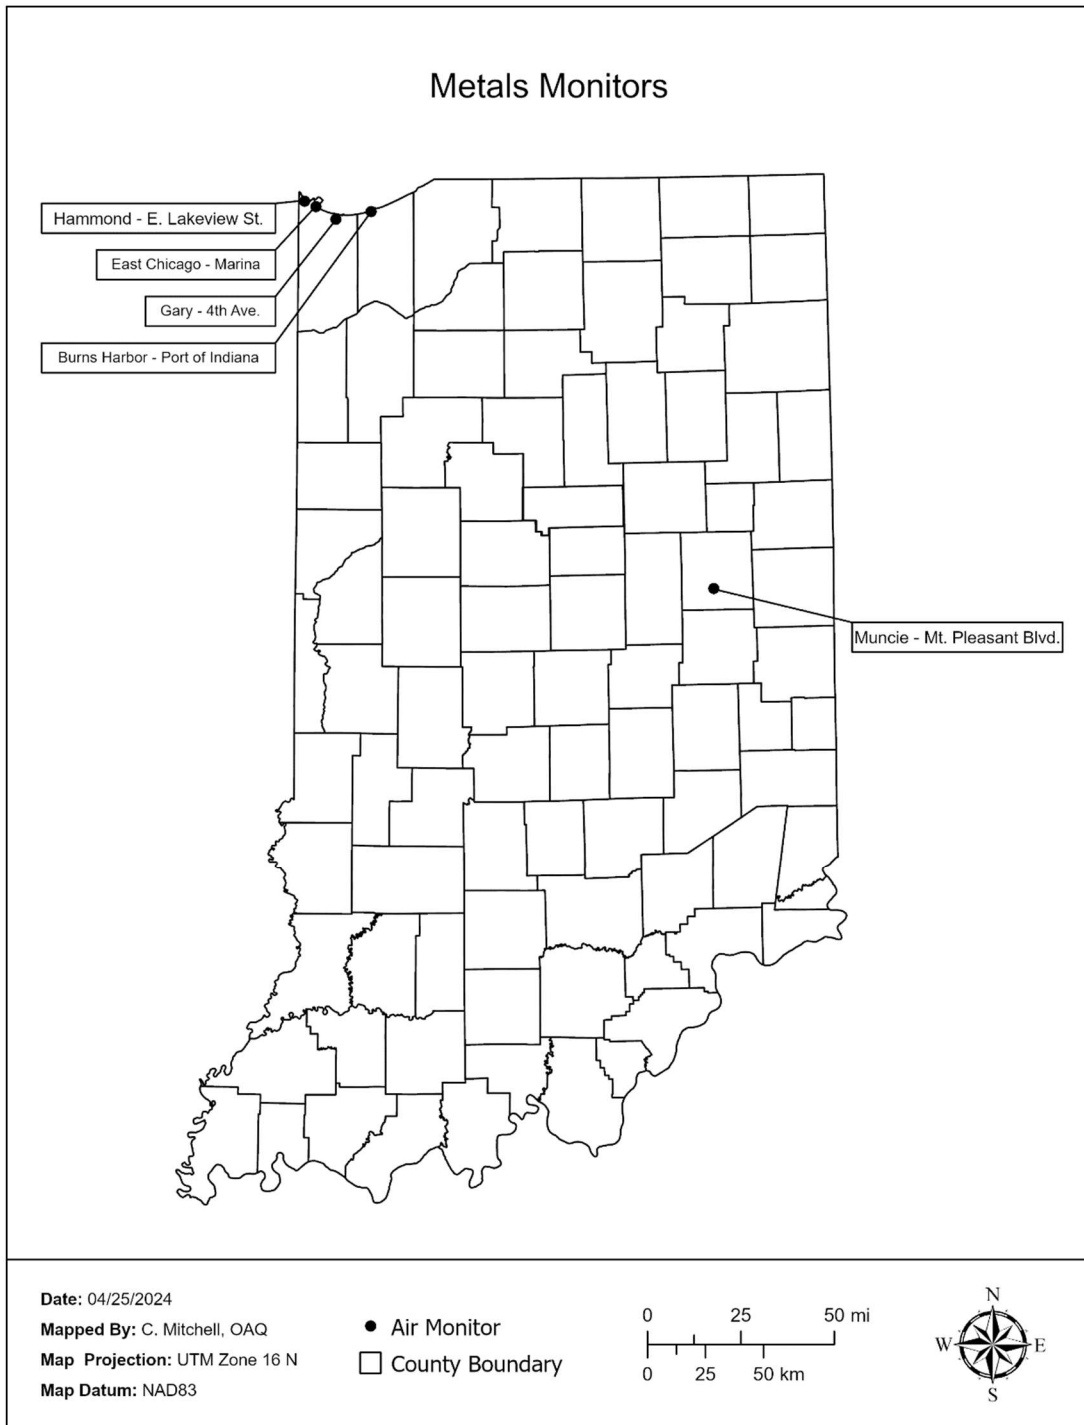 Metals Monitors
Hammond - E. Lakeview St.
East Chicago - Marina
Gary - 4th Ave.
Burns Harbor - Port of Indiana
Muncie - Mt. Pleasant Blvd.
Date: 04/25/2024
Mapped By: C. Mitchell, OAQ
Map Projection: UTM Zone 16 N
Map Datum: NAD83
Air Monitor
County Boundary
0 25 50 mi
0 25 50 km
N
W E
S